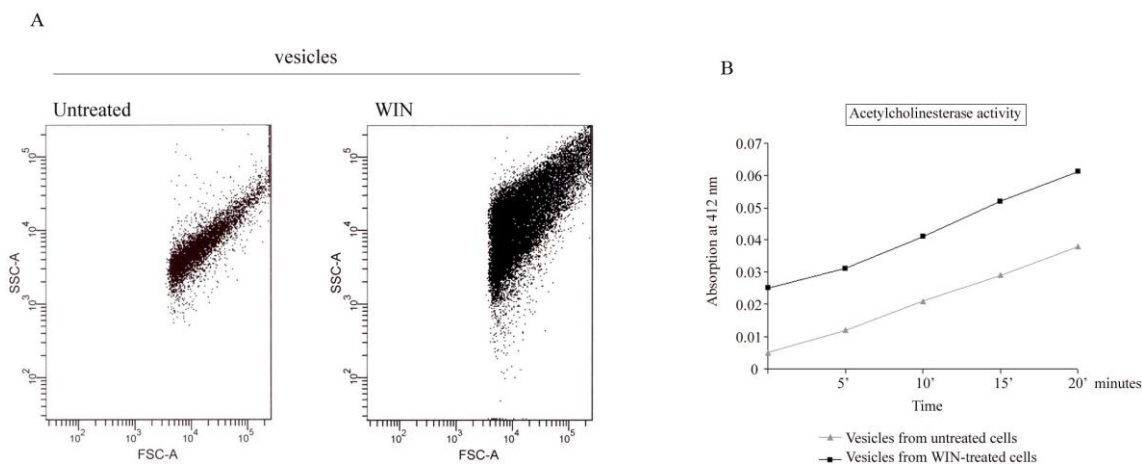 A
vesicles
Untreated
WIN
10^5
10^4
10^3
10^2
SSC-A
10^2 10^3 10^4 10^5
FSC-A
10^5
10^4
10^3
10^2
SSC-A
10^2 10^3 10^4 10^5
FSC-A
B
Acetylcholinesterase activity
0.07
0.06
0.05
0.04
0.03
0.02
0.01
0
Absorption at 412 nm
5' 10' 15' 20' minutes
Time
Vesicles from untreated cells
Vesicles from WIN-treated cells